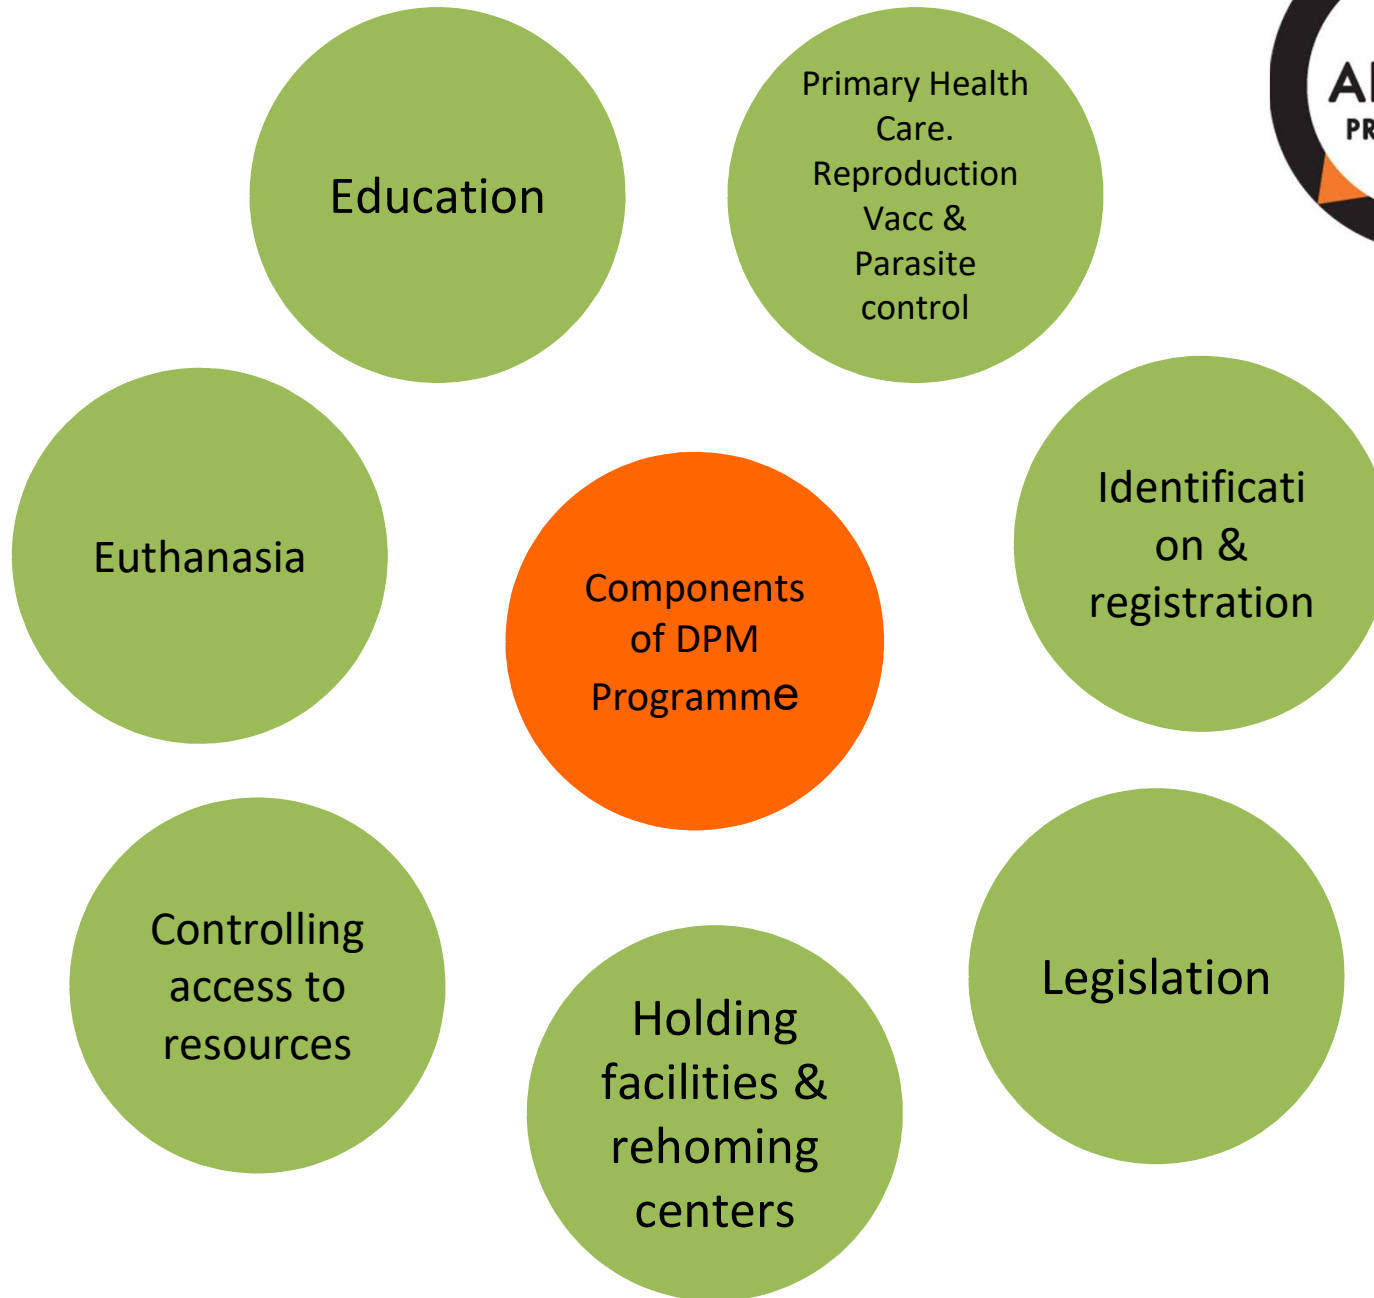 Education
Primary Health
Care.
Reproduction
Vacc &
Parasite
control
Identificati
on &
registration
Euthanasia
Components
of DPM
Programme
Controlling
access to
resources
Legislation
Holding
facilities &
rehoming
centers